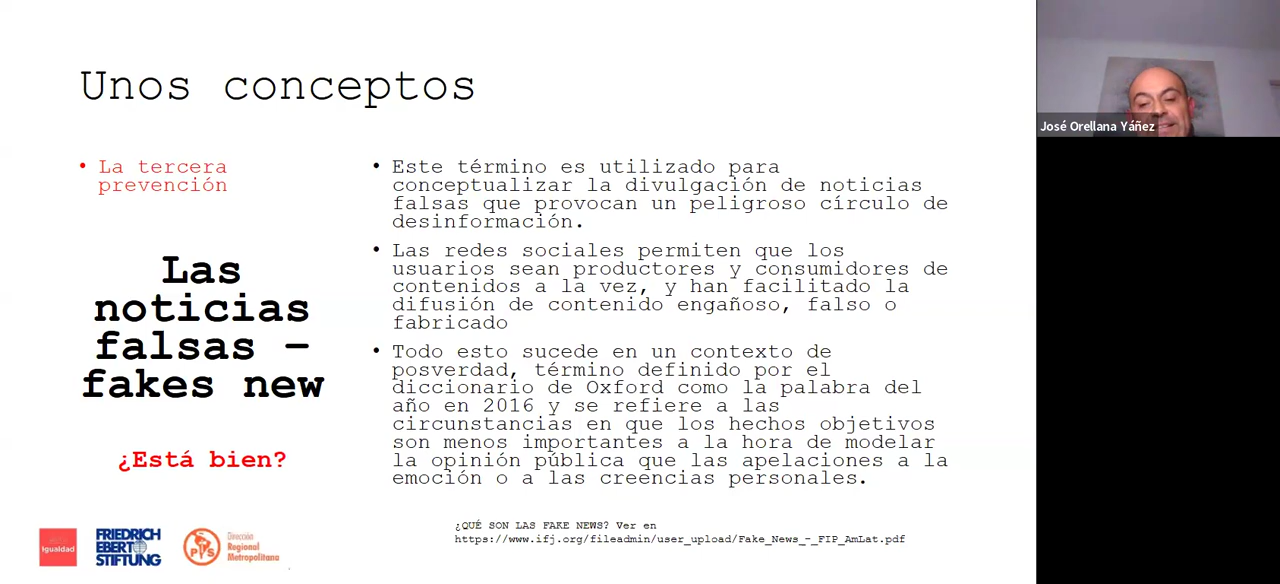 Unos conceptos
• La tercera
prevención
Las
noticias
falsas –
fakes new
¿Está bien?
• Este término es utilizado para
conceptualizar la divulgación de noticias
falsas que provocan un peligroso círculo de
desinformación.
• Las redes sociales permiten que los
usuarios sean productores y consumidores de
contenidos a la vez, y han facilitado la
difusión de contenido engañoso, falso o
fabricado
• Todo esto sucede en un contexto de
posverdad, término definido por el
diccionario de Oxford como la palabra del
año en 2016 y se refiere a las
circunstancias en que los hechos objetivos
son menos importantes a la hora de modelar
la opinión pública que las apelaciones a la
emoción o a las creencias personales.
¿QUÉ SON LAS FAKE NEWS? Ver en
https://www.ifj.org/fileadmin/user_upload/Fake_News_-_FIP_AmLat.pdf
Igualdad
FRIEDRICH
EBERT
STIFTUNG
PS
Dirección
Regional
Metropolitana
José Orellana Yáñez